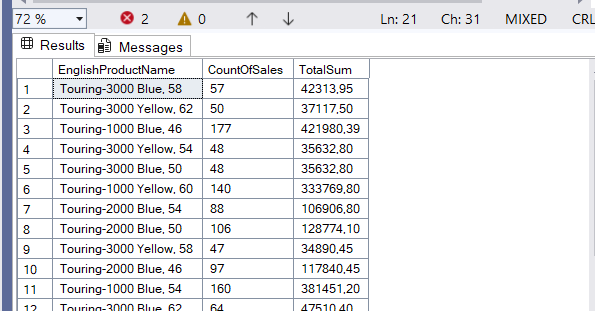 72 % 2 0 Ln: 21 Ch: 31 MIXED CRL
Results Messages
EnglishProductName CountOfSales TotalSum
1 Touring-3000 Blue, 58 57 42313,95
2 Touring-3000 Yellow, 62 50 37117,50
3 Touring-1000 Blue, 46 177 421980,39
4 Touring-3000 Yellow, 54 48 35632,80
5 Touring-3000 Blue, 50 48 35632,80
6 Touring-1000 Yellow, 60 140 333769,80
7 Touring-2000 Blue, 54 88 106906,80
8 Touring-2000 Blue, 50 106 128774,10
9 Touring-3000 Yellow, 58 47 34890,45
10 Touring-2000 Blue, 46 97 117840,45
11 Touring-1000 Blue, 54 160 381451,20
12 Touring-3000 Blue, 62 64 47510,40